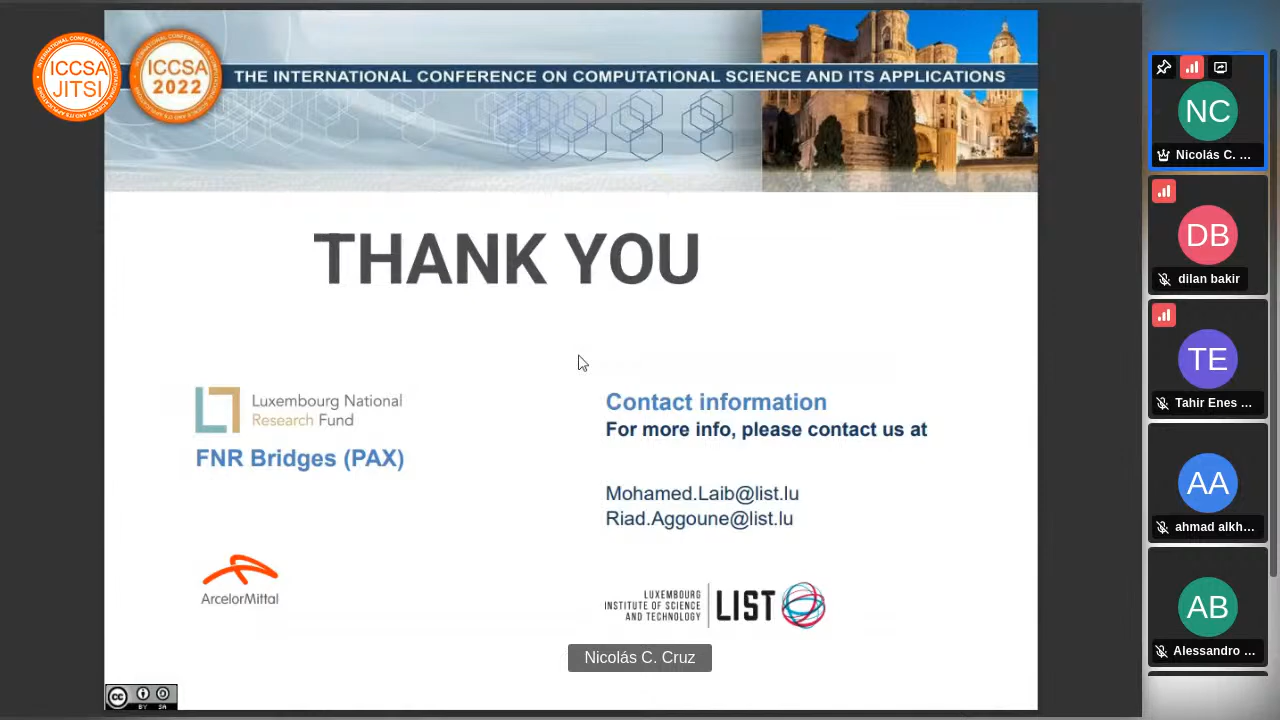 ICCSA
JITSI
ICCSA
2022
THE INTERNATIONAL CONFERENCE ON COMPUTATIONAL SCIENCE AND ITS APPLICATIONS
THANK YOU
Luxembourg National
Research Fund
FNR Bridges (PAX)
Contact information
For more info, please contact us at
Mohamed.Laib@list.lu
Riad.Aggoune@list.lu
ArcelorMittal
LUXEMBOURG
INSTITUTE OF SCIENCE
AND TECHNOLOGY
LIST
Nicolás C. Cruz
cc
BY SA
NC
Nicolás C. ...
DB
dilan bakir
TE
Tahir Enes ...
AA
ahmad alkh...
AB
Alessandro ...